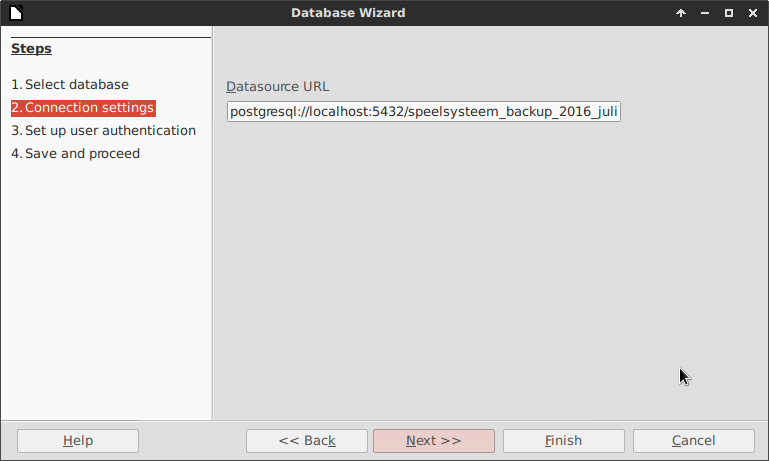 Database Wizard
Steps
1. Select database
2. Connection settings
3. Set up user authentication
4. Save and proceed
Datasource URL
postgresql://localhost:5432/speelsysteem_backup_2016_juli
Help
<< Back
Next >>
Finish
Cancel